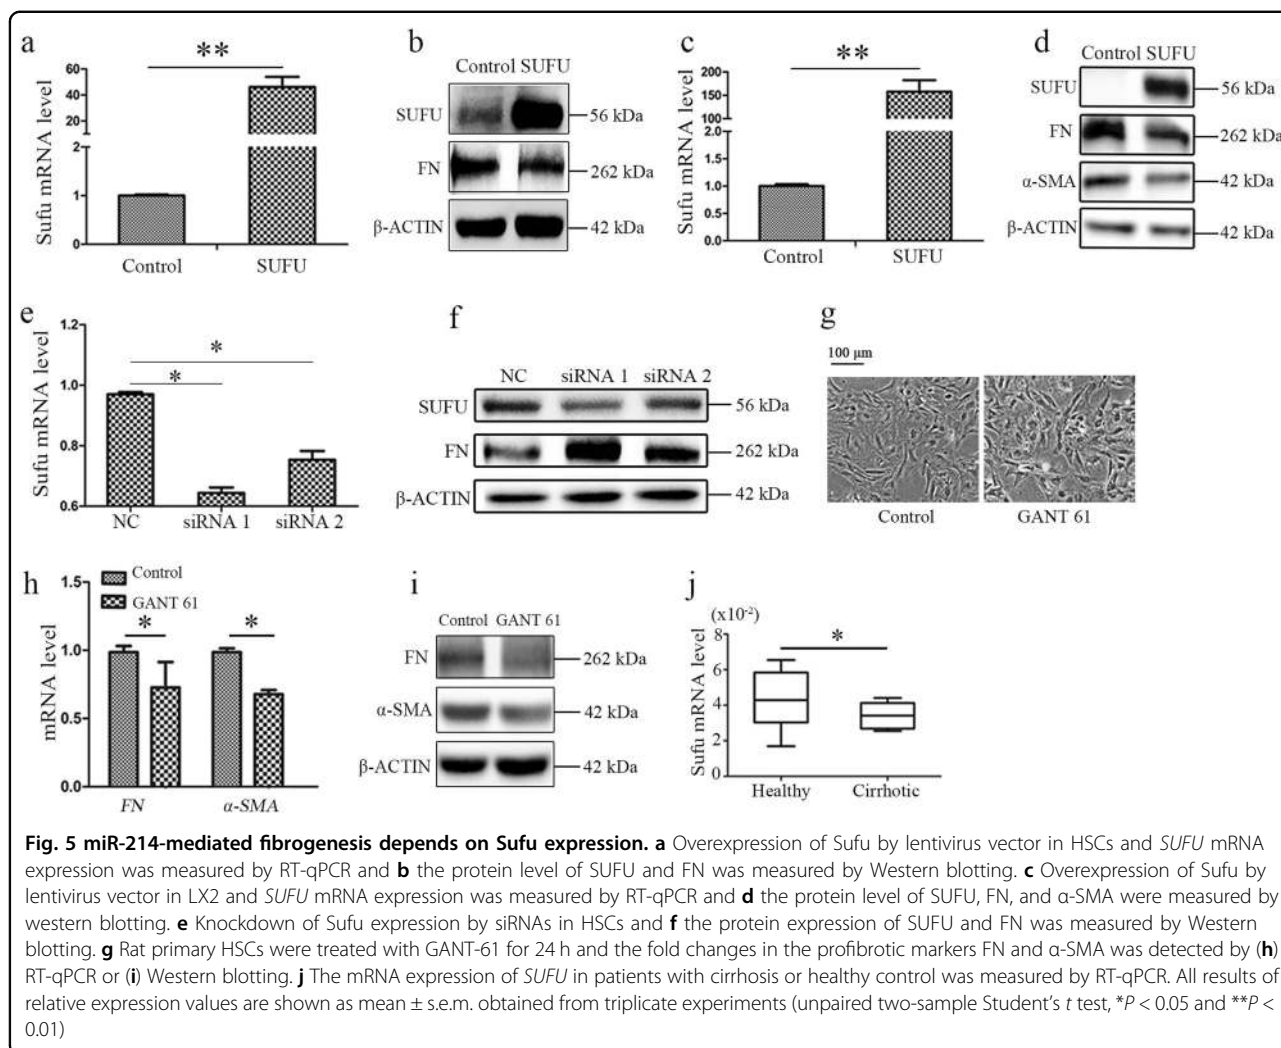 a
Sufu mRNA level
60
40
20
2
1
0
**
Control
SUFU
b
Control SUFU
SUFU
56 kDa
FN
262 kDa
β-ACTIN
42 kDa
c
Sufu mRNA level
200
150
100
50
2.0
1.5
1.0
0.5
0.0
**
Control
SUFU
d
Control SUFU
SUFU
56 kDa
FN
262 kDa
α-SMA
42 kDa
β-ACTIN
42 kDa
e
Sufu mRNA level
1.2
1.0
0.8
0.6
*
*
NC
siRNA 1
siRNA 2
f
NC siRNA 1 siRNA 2
SUFU
56 kDa
FN
262 kDa
β-ACTIN
42 kDa
g
100 μm
Control
GANT 61
h
Control
GANT 61
mRNA level
1.5
1.0
0.5
0.0
*
*
FN
α-SMA
i
Control GANT 61
FN
262 kDa
α-SMA
42 kDa
β-ACTIN
42 kDa
j
(x10-2)
Sufu mRNA level
8
6
4
2
0
*
Healthy
Cirrhotic
Fig. 5 miR-214-mediated fibrogenesis depends on Sufu expression. a Overexpression of Sufu by lentivirus vector in HSCs and SUFU mRNA
expression was measured by RT-qPCR and b the protein level of SUFU and FN was measured by Western blotting. c Overexpression of Sufu by
lentivirus vector in LX2 and SUFU mRNA expression was measured by RT-qPCR and d the protein level of SUFU, FN, and α-SMA were measured by
western blotting. e Knockdown of Sufu expression by siRNAs in HSCs and f the protein expression of SUFU and FN was measured by Western
blotting. g Rat primary HSCs were treated with GANT-61 for 24 h and the fold changes in the profibrotic markers FN and α-SMA was detected by (h)
RT-qPCR or (i) Western blotting. j The mRNA expression of SUFU in patients with cirrhosis or healthy control was measured by RT-qPCR. All results of
relative expression values are shown as mean ± s.e.m. obtained from triplicate experiments (unpaired two-sample Student's t test, *P < 0.05 and **P <
0.01)